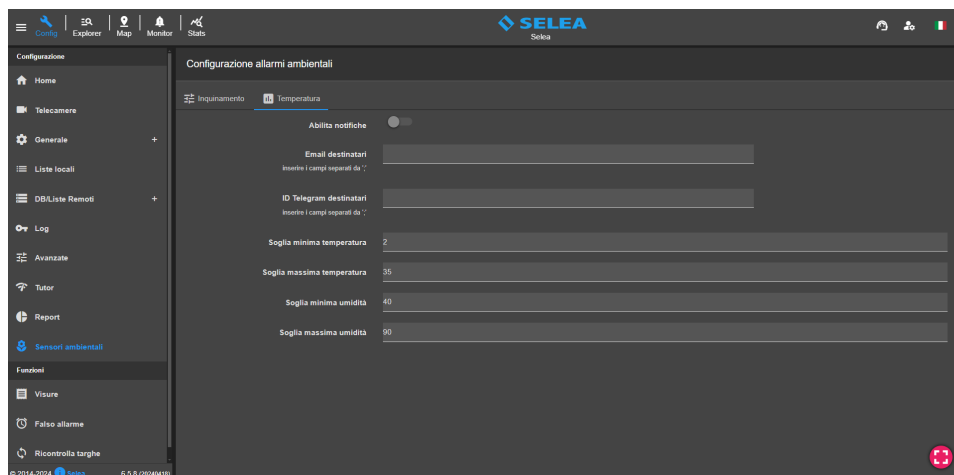 Config
Explorer
Map
Monitor
Stats
SELEA
Selea
Configurazione
Home
Telecamere
Generale +
Liste locali
DB/Liste Remoti +
Log
Avanzate
Tutor
Report
Sensori ambientali
Funzioni
Visure
Falso allarme
Ricontrolla targhe
© 2014-2024 Selea 6.5.8 (20240418)
Configurazione allarmi ambientali
Inquinamento
Temperatura
Abilita notifiche
Email destinatari
inserire i campi separati da ';'
ID Telegram destinatari
inserire i campi separati da ';'
Soglia minima temperatura 2
Soglia massima temperatura 35
Soglia minima umidità 40
Soglia massima umidità 90